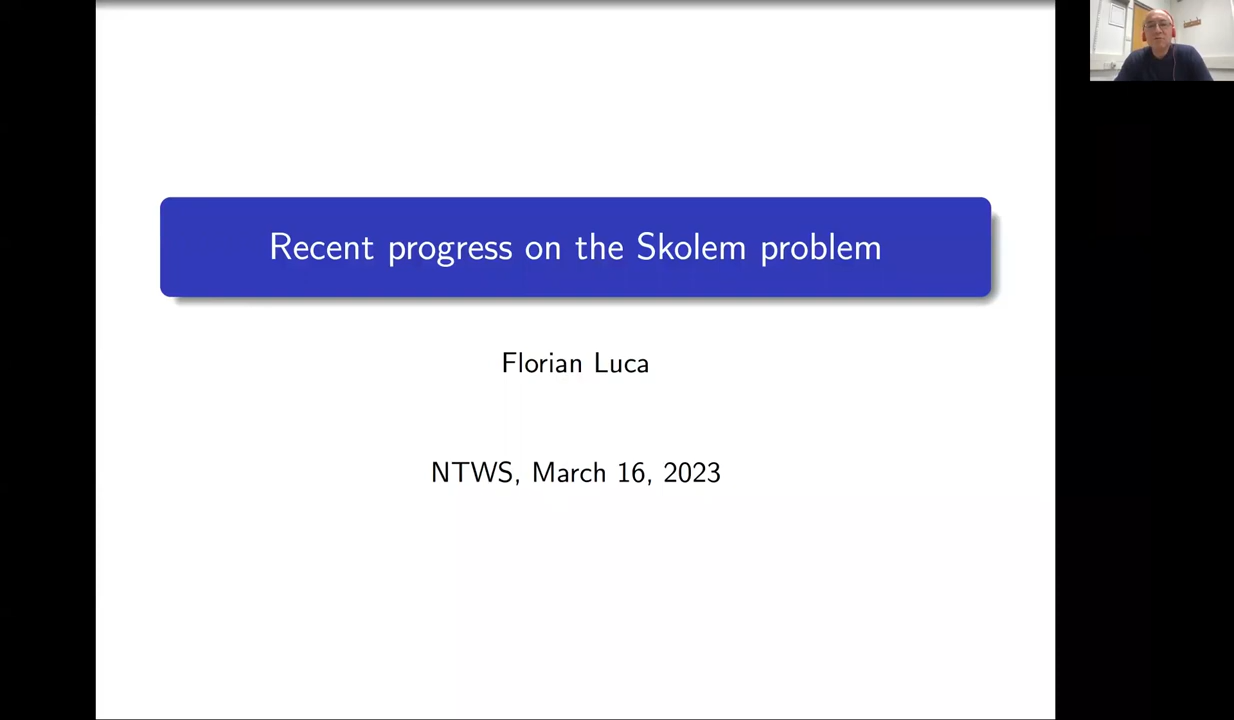 Recent progress on the Skolem problem
Florian Luca
NTWS, March 16, 2023